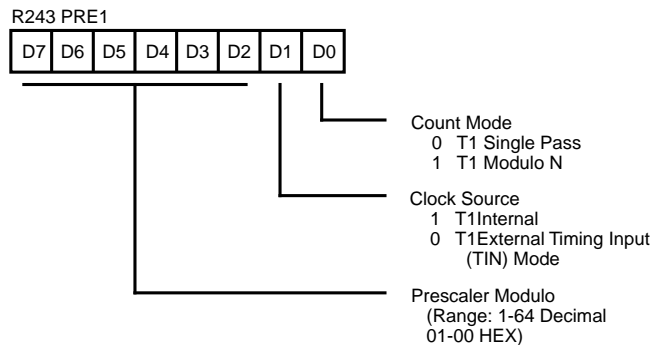 R243 PRE1
D7 D6 D5 D4 D3 D2 D1 D0
Count Mode
0 T1 Single Pass
1 T1 Modulo N
Clock Source
1 T1Internal
0 T1External Timing Input
(TIN) Mode
Prescaler Modulo
(Range: 1-64 Decimal
01-00 HEX)